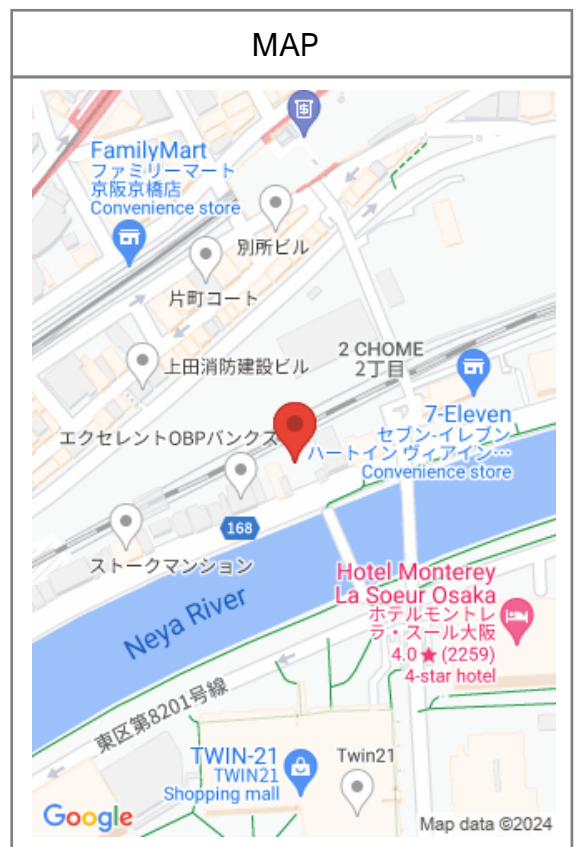 MAP
FamilyMart
ファミリーマート
京阪京橋店
Convenience store
別所ビル
片町コート
上田消防建設ビル
2 CHOME
2丁目
7-Eleven
セブン-イレブン
ハートイン ヴィアイン…
Convenience store
エクセレントOBPバンクス
168
ストークマンション
Neya River
Hotel Monterey
La Soeur Osaka
ホテルモントレ
ラ・スール大阪
4.0★(2259)
4-star hotel
東区第8201号線
TWIN-21
TWIN21
Shopping mall
Twin21
Google
Map data ©2024